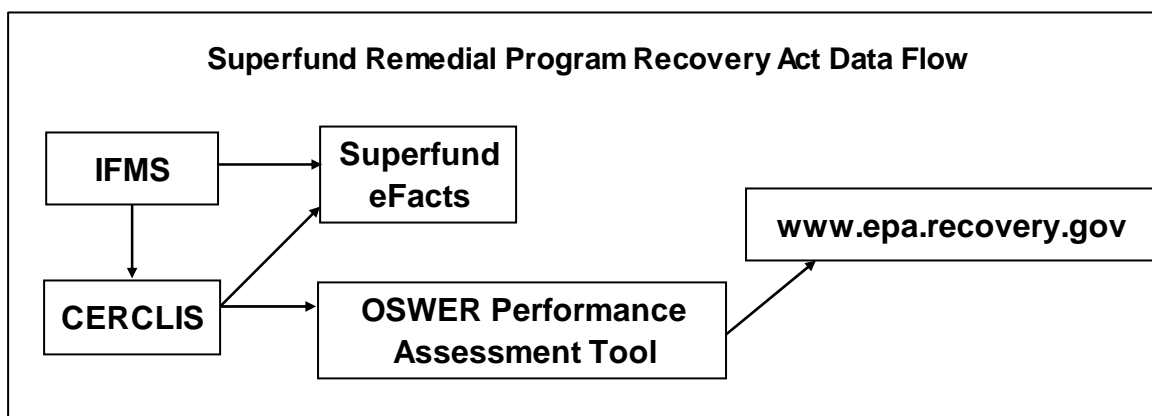 Superfund Remedial Program Recovery Act Data Flow
IFMS
Superfund
eFacts
www.epa.recovery.gov
CERCLIS
OSWER Performance
Assessment Tool